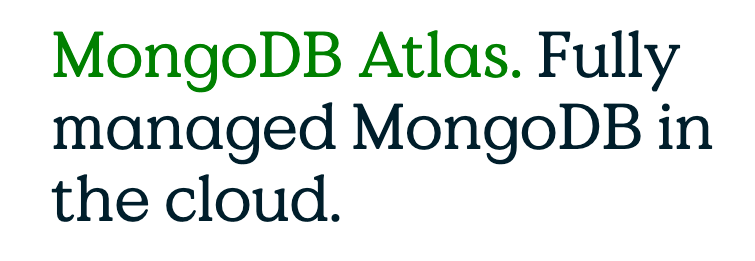 MongoDB Atlas. Fully
managed MongoDB in
the cloud.